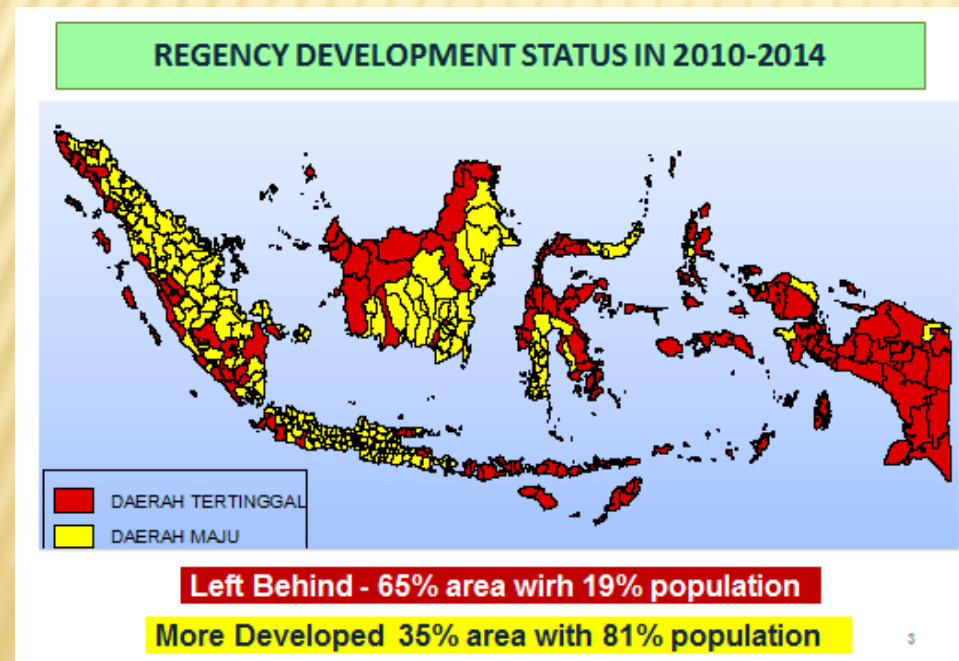 REGENCY DEVELOPMENT STATUS IN 2010-2014
DAERAH TERTINGGAL
DAERAH MAJU
Left Behind - 65% area wirh 19% population
More Developed 35% area with 81% population
3